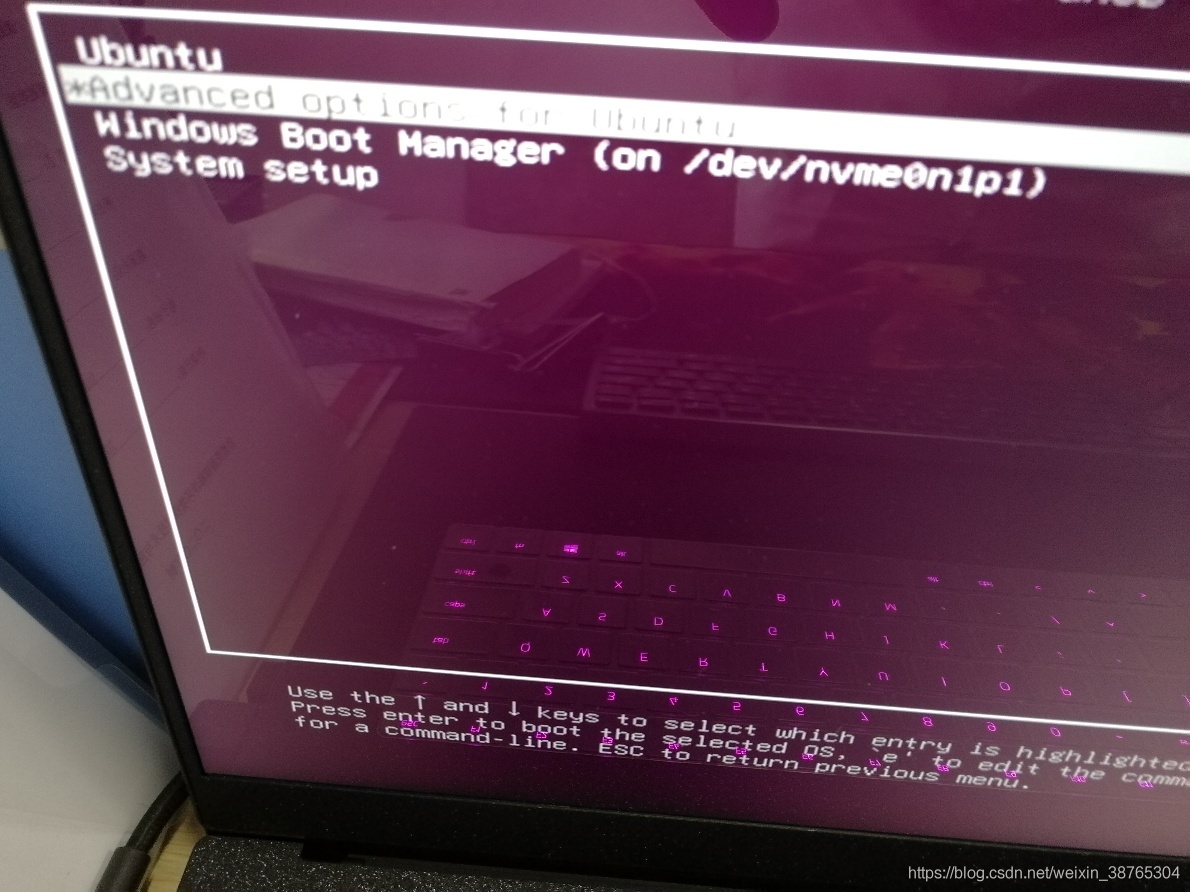 Ubuntu
*Advanced options for Ubuntu
Windows Boot Manager (on /dev/nvme0n1p1)
System setup
Use the ↑ and ↓ keys to select which entry is highlighted
Press enter to boot the selected OS, `e' to edit the
for a command-line. ESC to return previous menu.
https://blog.csdn.net/weixin_38765304